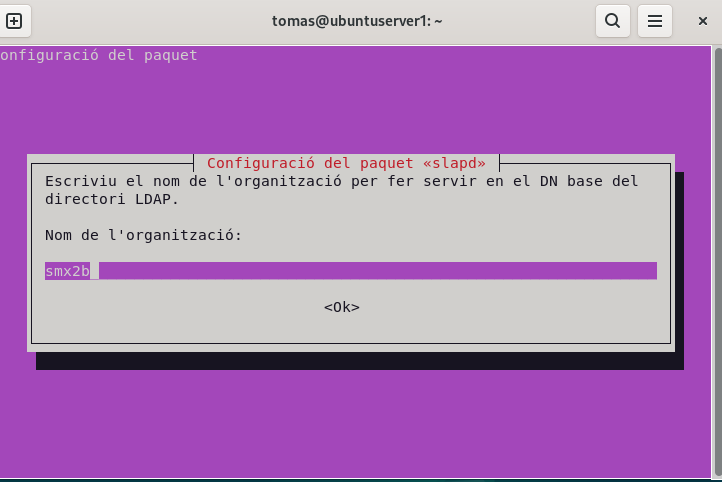 tomas@ubuntuserver1: ~
onfiguració del paquet
Configuració del paquet «slapd»
Escriviu el nom de l'organització per fer servir en el DN base del
directori LDAP.
Nom de l'organització:
smx2b
<Ok>